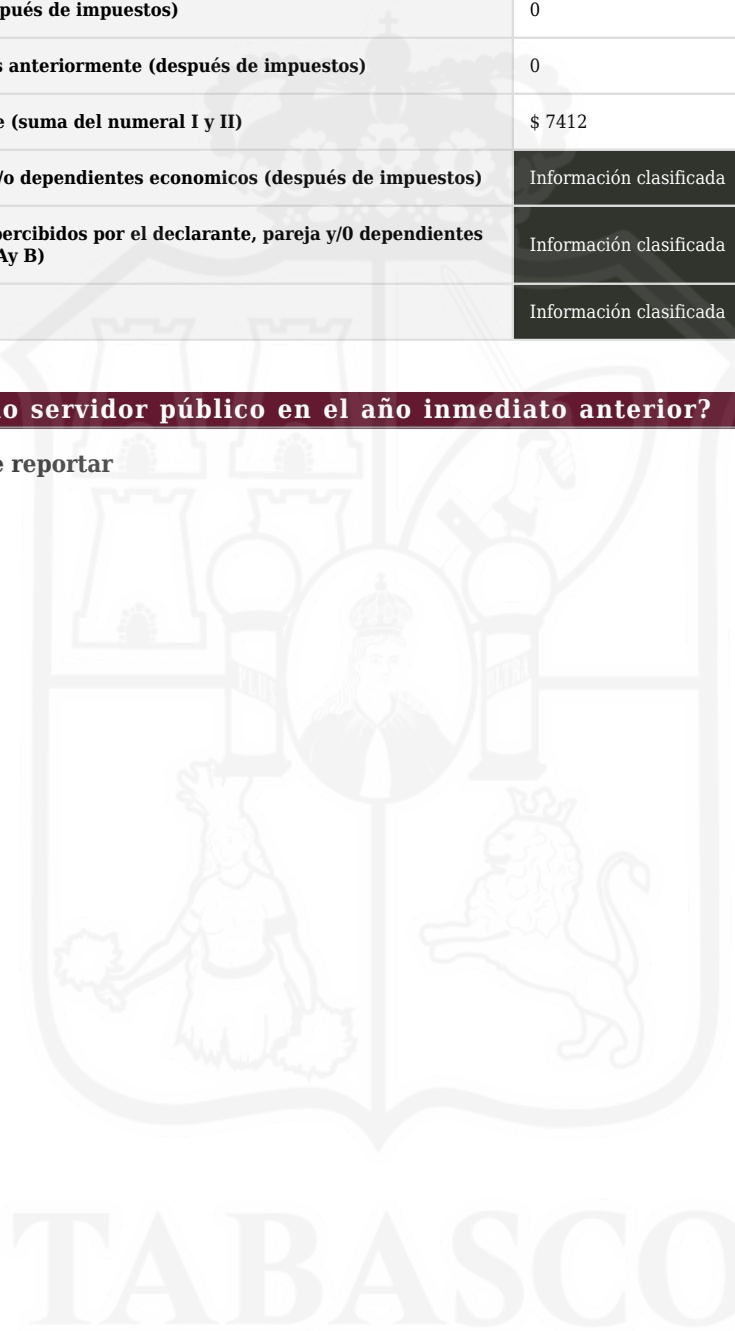 pués de impuestos)
0
s anteriormente (después de impuestos)
0
e (suma del numeral I y II)
$ 7412
/o dependientes economicos (después de impuestos)
Información clasificada
percibidos por el declarante, pareja y/0 dependientes
Ay B)
Información clasificada
Información clasificada
o servidor público en el año inmediato anterior?
e reportar
PLUS
ULTRA
TABASCO